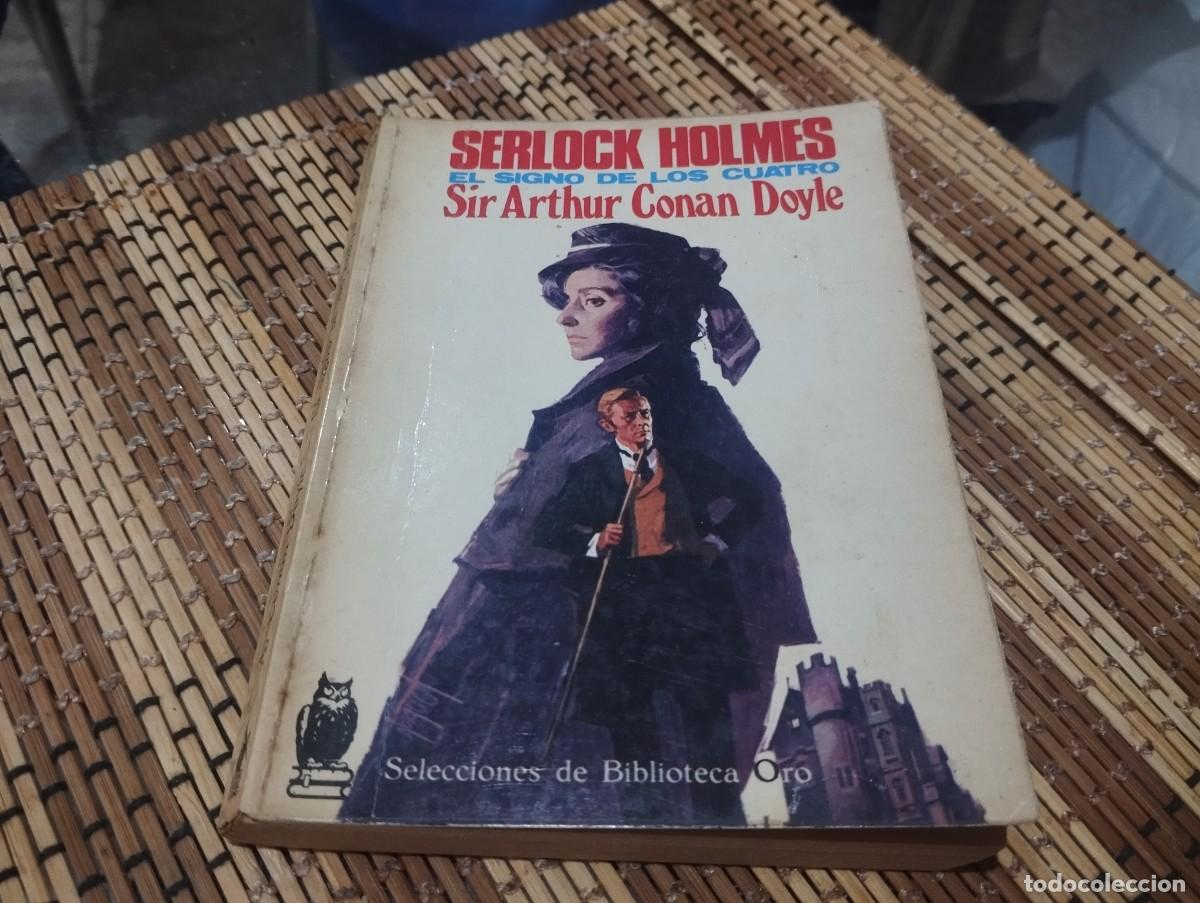 SERLOCK HOLMES
EL SIGNO DE LOS CUATRO
Sir Arthur Conan Doyle
Selecciones de Biblioteca Oro
todocoleccion